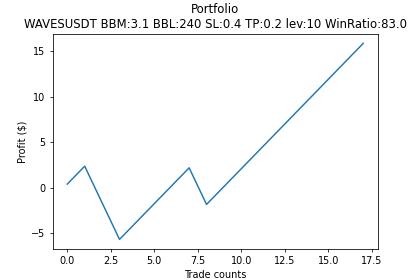 Portfolio
WAVESUSDT BBM:3.1 BBL:240 SL:0.4 TP:0.2 lev:10 WinRatio:83.0
15
10
5
0
−5
Profit ($)
0.0 2.5 5.0 7.5 10.0 12.5 15.0 17.5
Trade counts